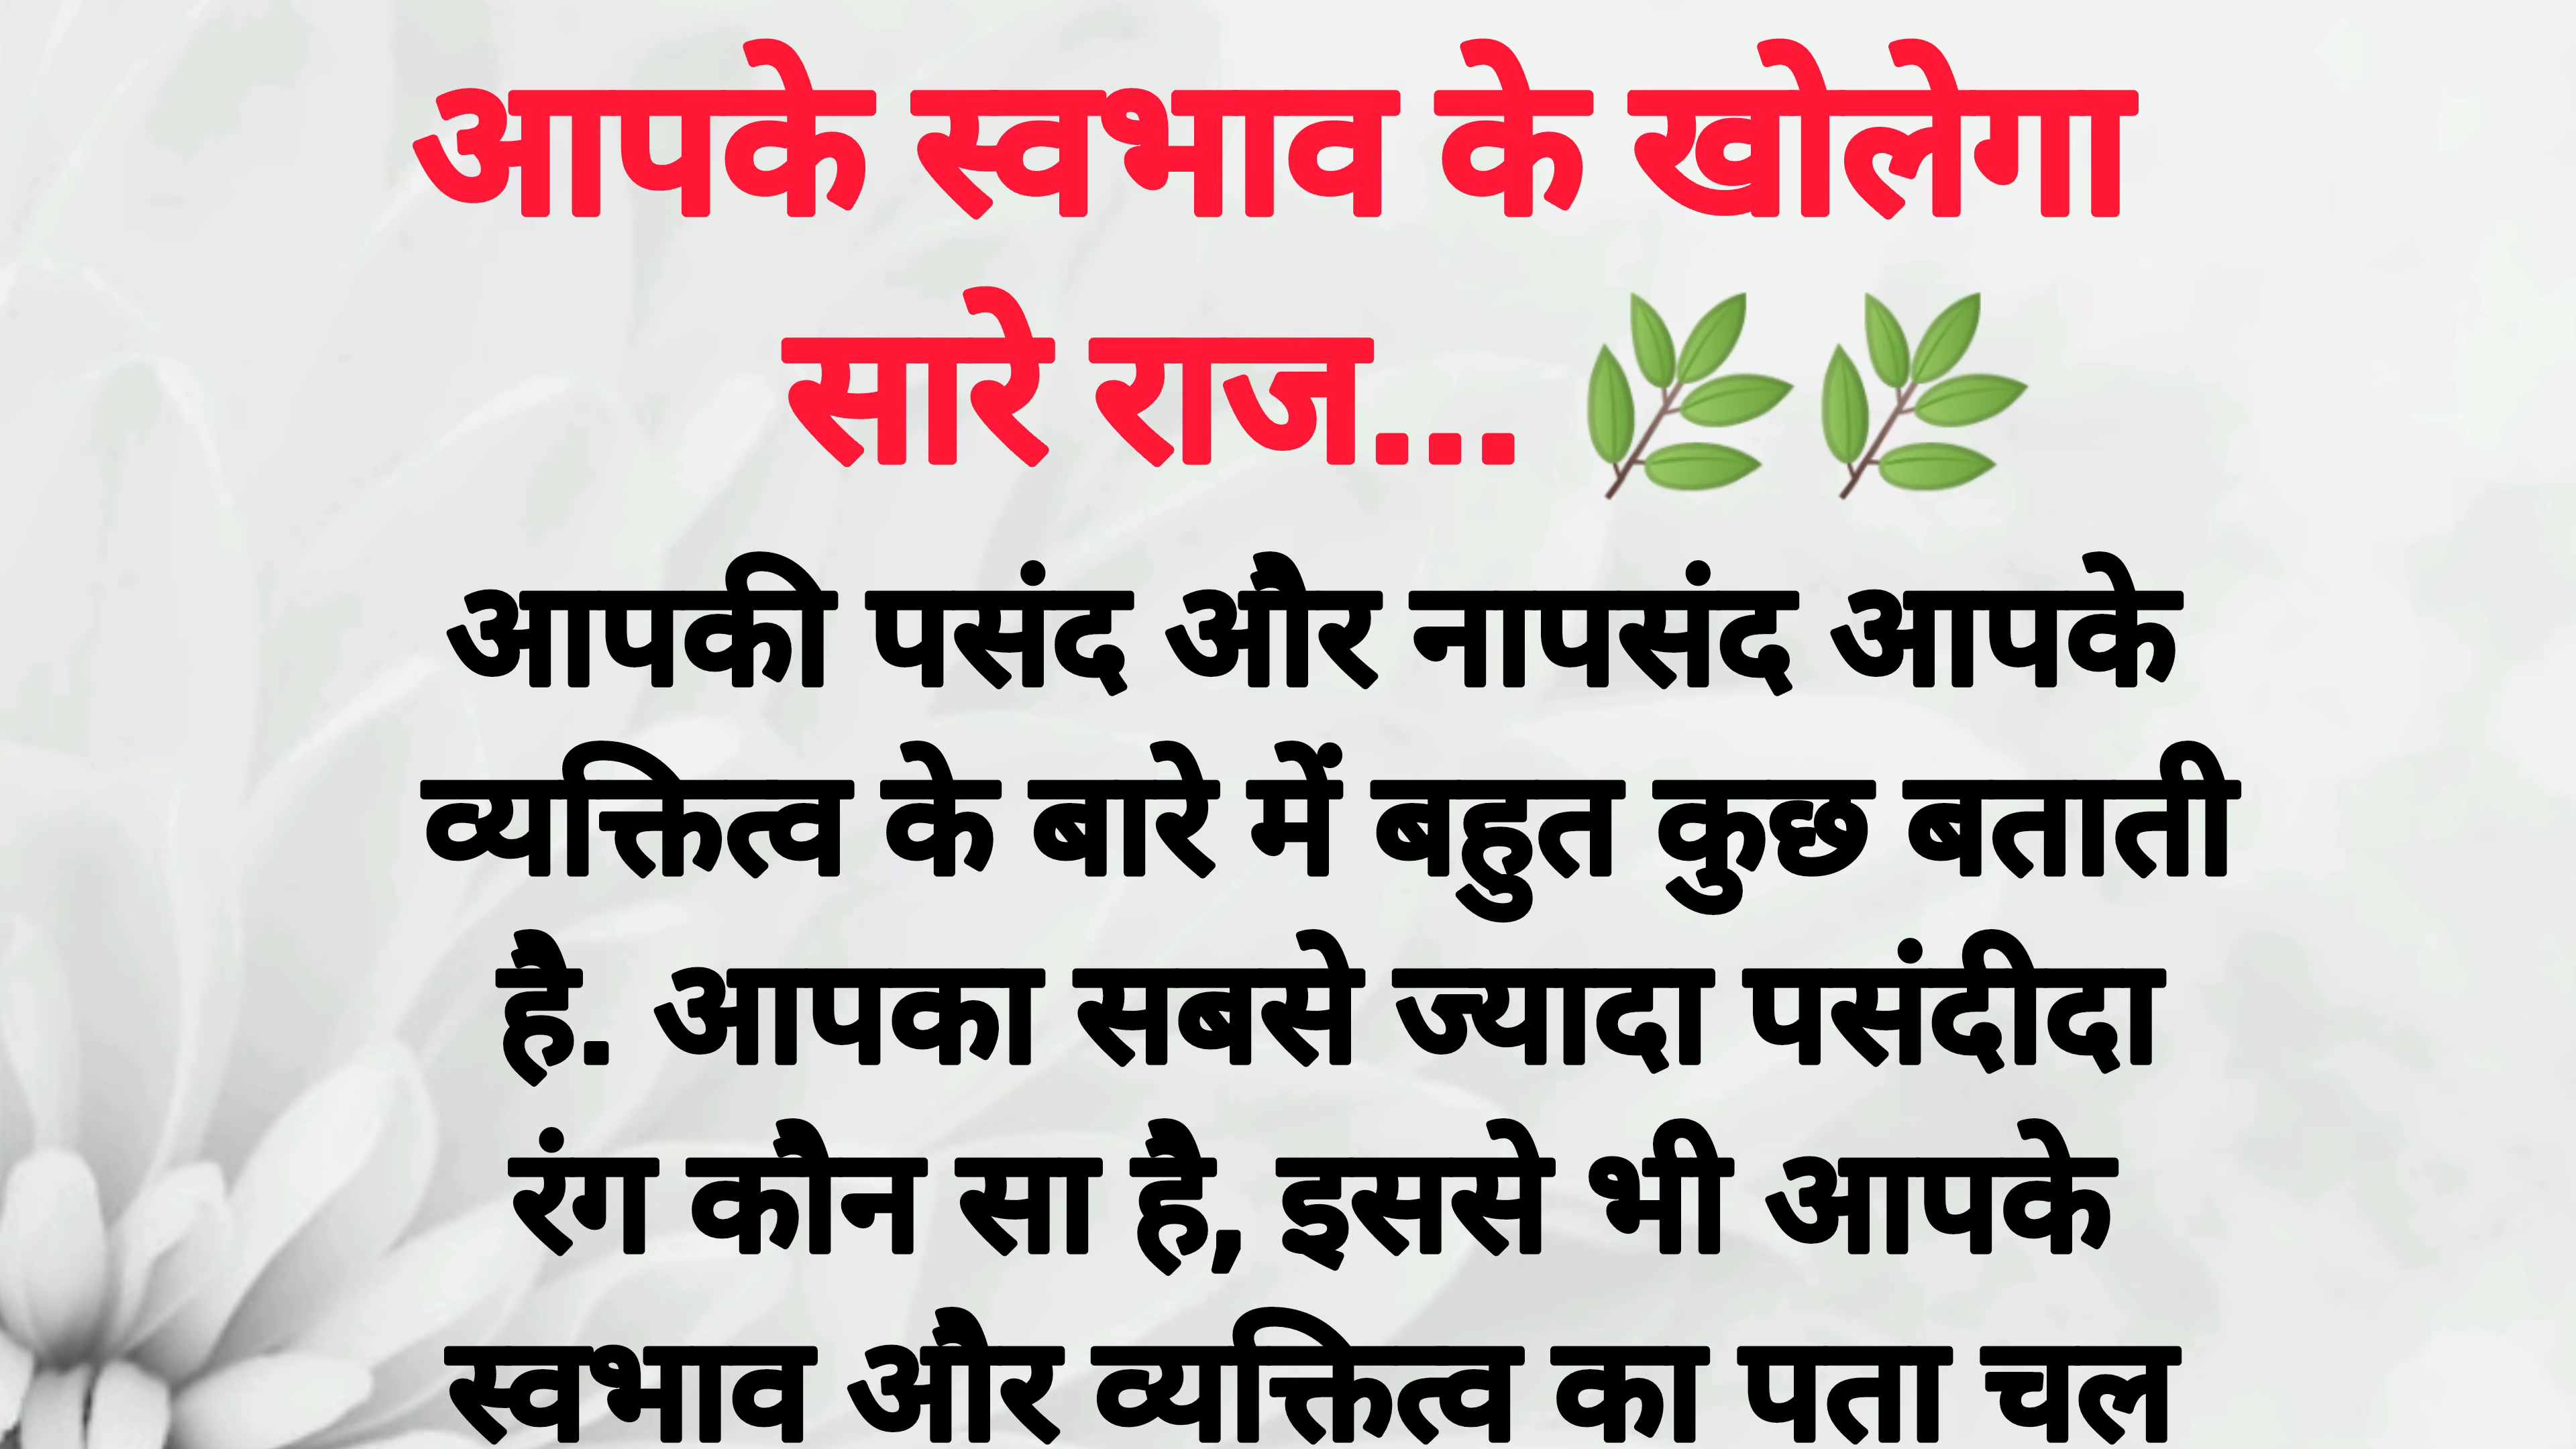 आपके स्वभाव के खोलेगा
सारे राज... 🌿🌿
आपकी पसंद और नापसंद आपके
व्यक्तित्व के बारे में बहुत कुछ बताती
है. आपका सबसे ज्यादा पसंदीदा
रंग कौन सा है, इससे भी आपके
स्वभाव और व्यक्तित्व का पता चल